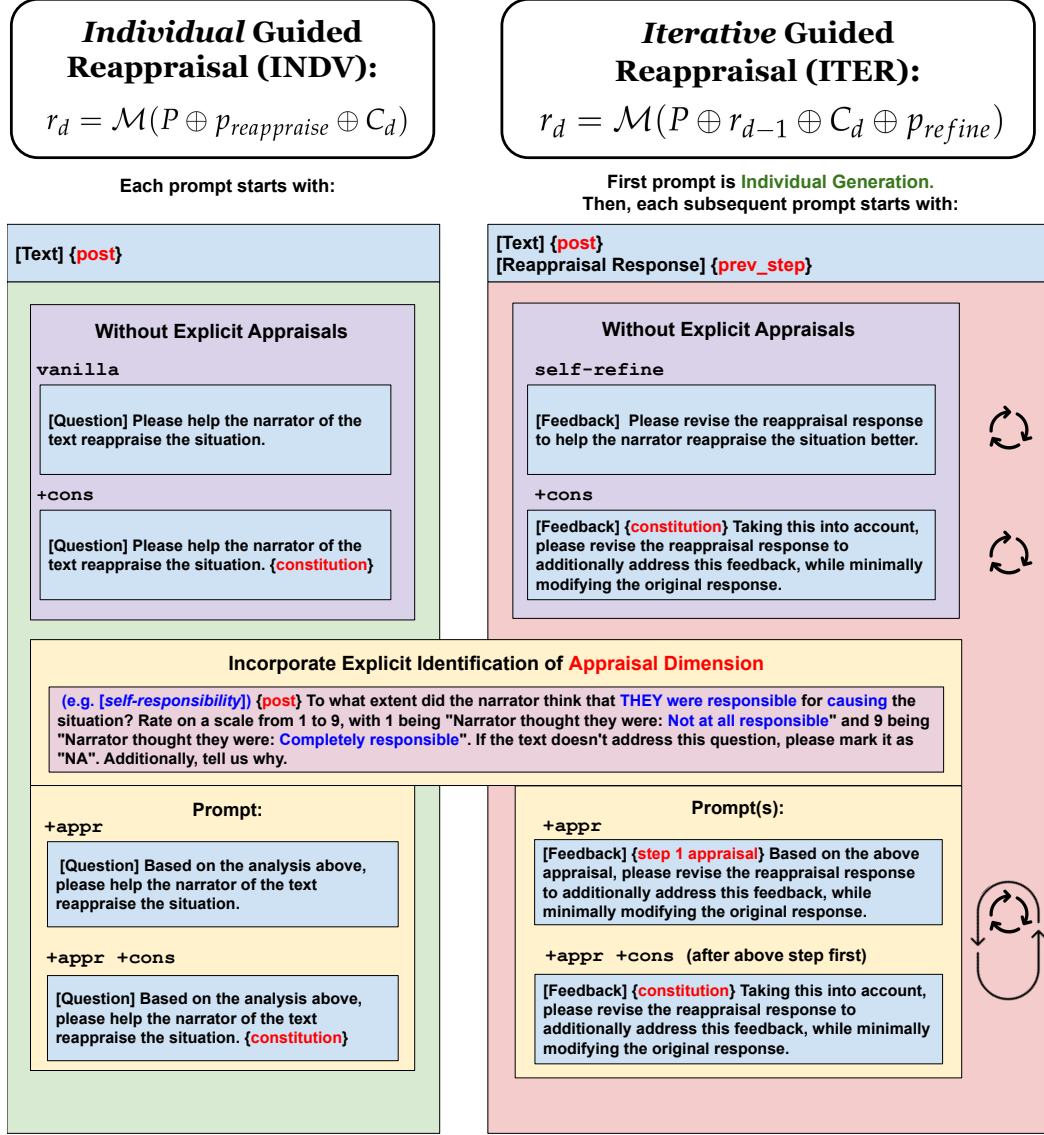 Individual Guided
Reappraisal (INDV):
r_d = M(P ⊕ p_{reappraise} ⊕ C_d)
Each prompt starts with:
[Text] {post}
Without Explicit Appraisals
vanilla
[Question] Please help the narrator of the
text reappraise the situation.
+cons
[Question] Please help the narrator of the
text reappraise the situation. {constitution}
Iterative Guided
Reappraisal (ITER):
r_d = M(P ⊕ r_{d−1} ⊕ C_d ⊕ p_{refine})
First prompt is Individual Generation.
Then, each subsequent prompt starts with:
[Text] {post}
[Reappraisal Response] {prev_step}
Without Explicit Appraisals
self-refine
[Feedback] Please revise the reappraisal response
to help the narrator reappraise the situation better.
+cons
[Feedback] {constitution} Taking this into account,
please revise the reappraisal response to
additionally address this feedback, while minimally
modifying the original response.
Incorporate Explicit Identification of Appraisal Dimension
(e.g. [self-responsibility]) {post} To what extent did the narrator think that THEY were responsible for causing the
situation? Rate on a scale from 1 to 9, with 1 being "Narrator thought they were: Not at all responsible" and 9 being
"Narrator thought they were: Completely responsible". If the text doesn't address this question, please mark it as
"NA". Additionally, tell us why.
Prompt:
+appr
[Question] Based on the analysis above,
please help the narrator of the text
reappraise the situation.
+appr +cons
[Question] Based on the analysis above,
please help the narrator of the text
reappraise the situation. {constitution}
Prompt(s):
+appr
[Feedback] {step 1 appraisal} Based on the above
appraisal, please revise the reappraisal response
to additionally address this feedback, while
minimally modifying the original response.
+appr +cons (after above step first)
[Feedback] {constitution} Taking this into account,
please revise the reappraisal response to
additionally address this feedback, while minimally
modifying the original response.